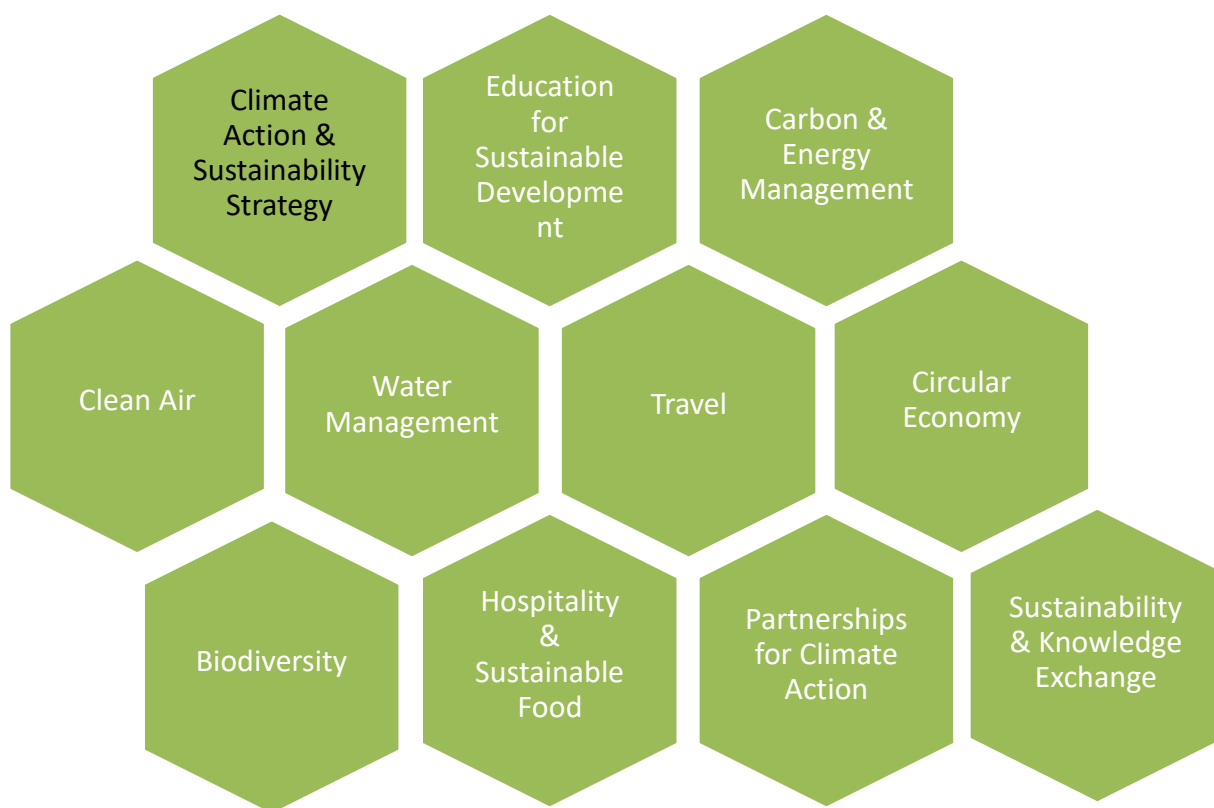 Climate
Action &
Sustainability
Strategy
Education
for
Sustainable
Developme
nt
Carbon &
Energy
Management
Clean Air
Water
Management
Travel
Circular
Economy
Biodiversity
Hospitality
&
Sustainable
Food
Partnerships
for Climate
Action
Sustainability
& Knowledge
Exchange